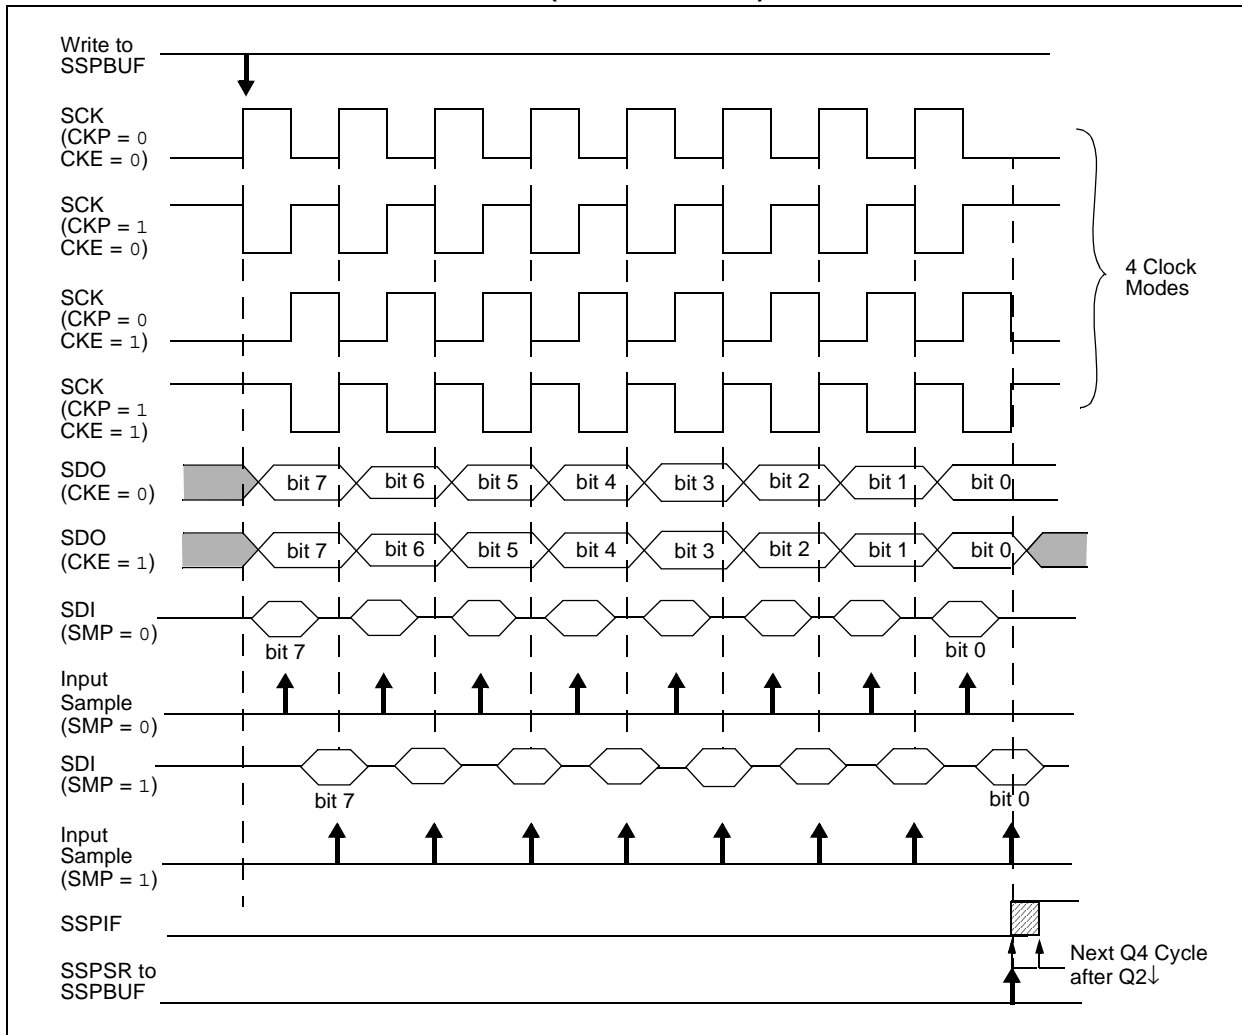 Write to
SSPBUF
SCK
(CKP = 0
CKE = 0)
SCK
(CKP = 1
CKE = 0)
4 Clock
Modes
SCK
(CKP = 0
CKE = 1)
SCK
(CKP = 1
CKE = 1)
SDO
(CKE = 0)
bit 7 bit 6 bit 5 bit 4 bit 3 bit 2 bit 1 bit 0
SDO
(CKE = 1)
bit 7 bit 6 bit 5 bit 4 bit 3 bit 2 bit 1 bit 0
SDI
(SMP = 0)
bit 7 bit 0
Input
Sample
(SMP = 0)
SDI
(SMP = 1)
bit 7 bit 0
Input
Sample
(SMP = 1)
SSPIF
Next Q4 Cycle
after Q2↓
SSPSR to
SSPBUF